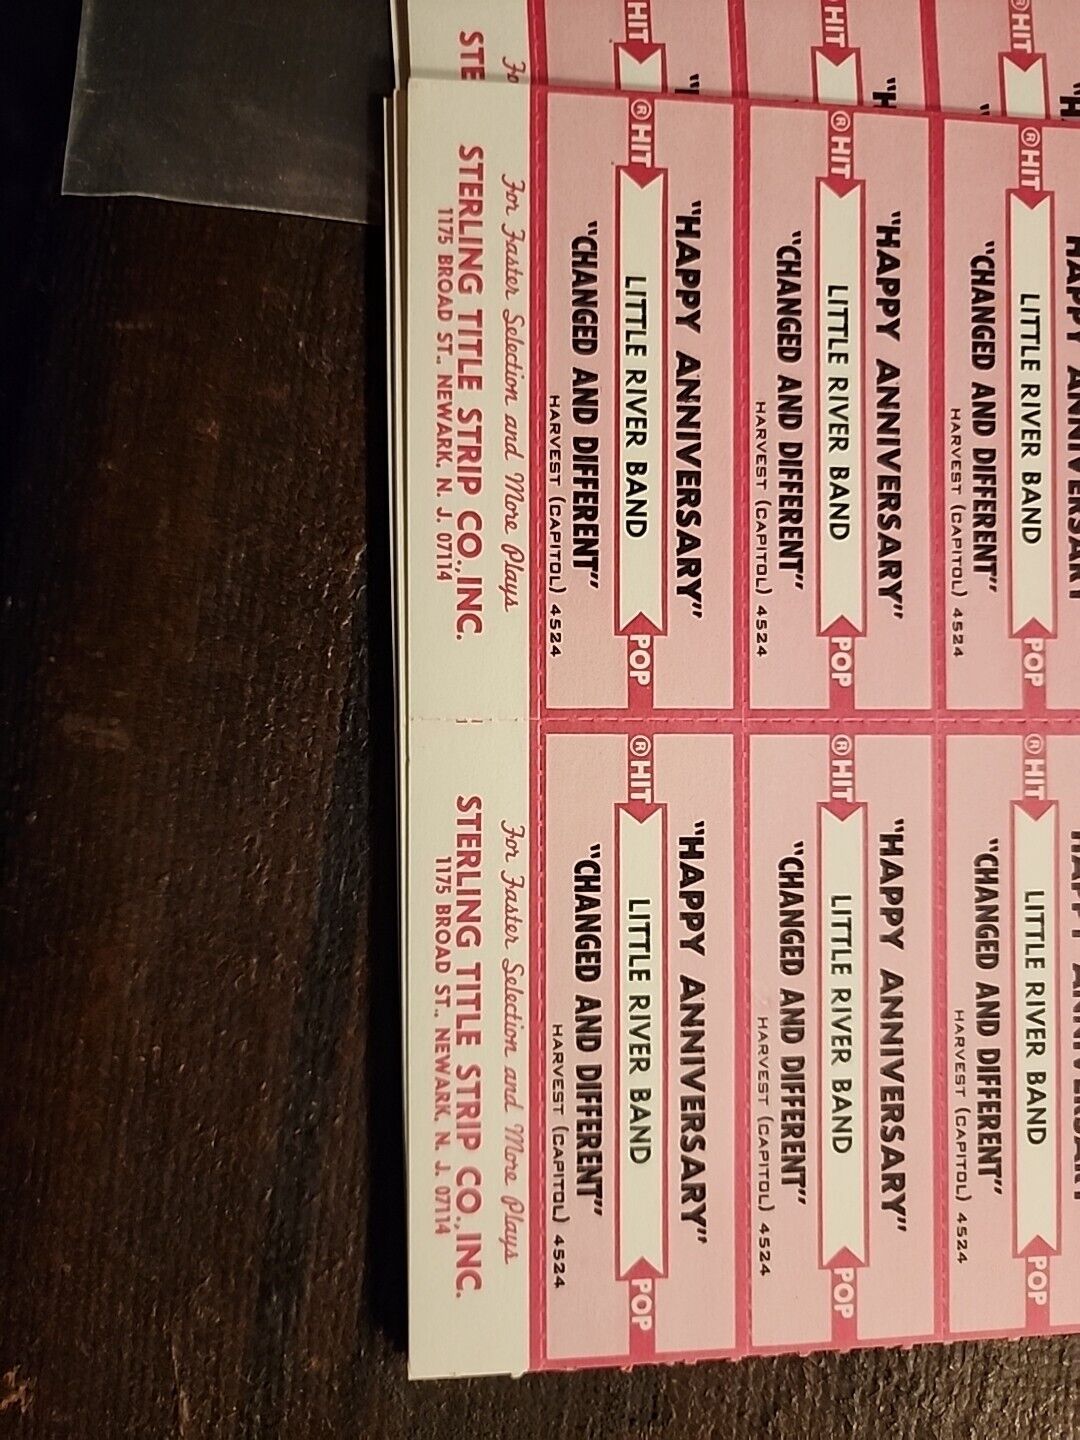 For Faster Selection and More Plays
STERLING TITLE STRIP CO., INC.
1175 BROAD ST., NEWARK, N. J. 07114
"HAPPY ANNIVERSARY"
® HIT LITTLE RIVER BAND POP
"CHANGED AND DIFFERENT"
HARVEST (CAPITOL) 4524
"HAPPY ANNIVERSARY"
® HIT LITTLE RIVER BAND POP
"CHANGED AND DIFFERENT"
HARVEST (CAPITOL) 4524
HAPPY ANNIVERSARY
® HIT LITTLE RIVER BAND POP
"CHANGED AND DIFFERENT"
HARVEST (CAPITOL) 4524
For Faster Selection and More Plays
STERLING TITLE STRIP CO., INC.
1175 BROAD ST., NEWARK, N. J. 07114
"HAPPY ANNIVERSARY"
® HIT LITTLE RIVER BAND POP
"CHANGED AND DIFFERENT"
HARVEST (CAPITOL) 4524
"HAPPY ANNIVERSARY"
® HIT LITTLE RIVER BAND POP
"CHANGED AND DIFFERENT"
HARVEST (CAPITOL) 4524
® HIT LITTLE RIVER BAND POP
"CHANGED AND DIFFERENT"
HARVEST (CAPITOL) 4524
HIT
HIT
® HIT